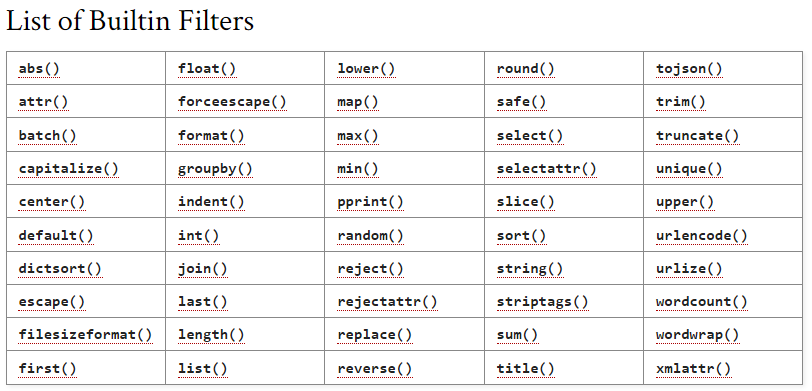 List of Builtin Filters
abs() float() lower() round() tojson()
attr() forceescape() map() safe() trim()
batch() format() max() select() truncate()
capitalize() groupby() min() selectattr() unique()
center() indent() pprint() slice() upper()
default() int() random() sort() urlencode()
dictsort() join() reject() string() urlize()
escape() last() rejectattr() striptags() wordcount()
filesizeformat() length() replace() sum() wordwrap()
first() list() reverse() title() xmlattr()